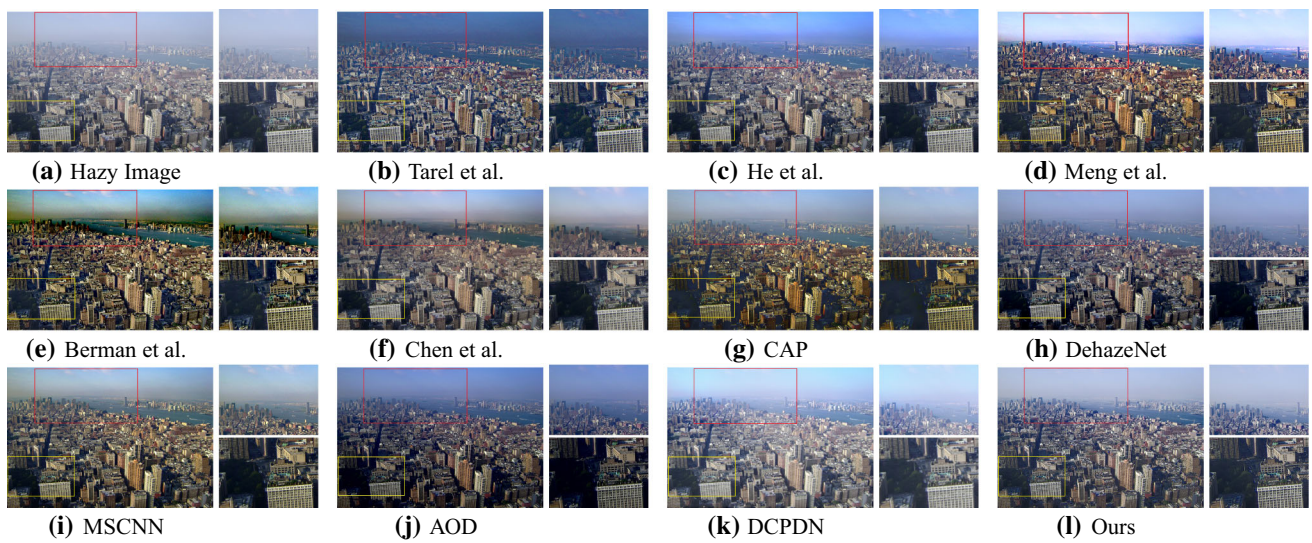 (a) Hazy Image
(b) Tarel et al.
(c) He et al.
(d) Meng et al.
(e) Berman et al.
(f) Chen et al.
(g) CAP
(h) DehazeNet
(i) MSCNN
(j) AOD
(k) DCPDN
(l) Ours